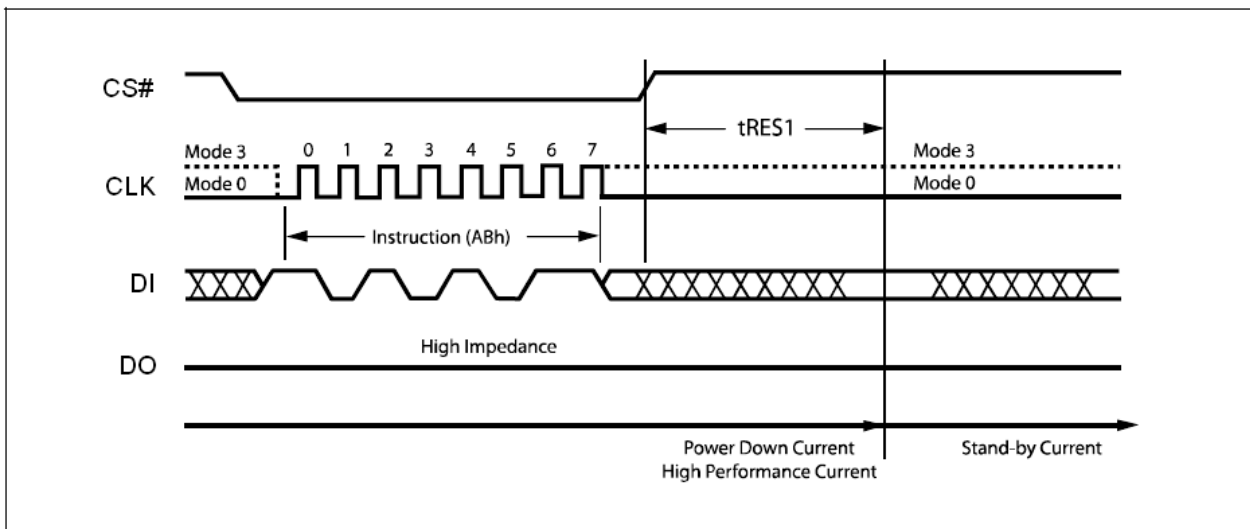 CS#
tRES1
Mode 3 0 1 2 3 4 5 6 7 Mode 3
CLK
Mode 0 Mode 0
Instruction (ABh)
DI
High Impedance
DO
Power Down Current Stand-by Current
High Performance Current